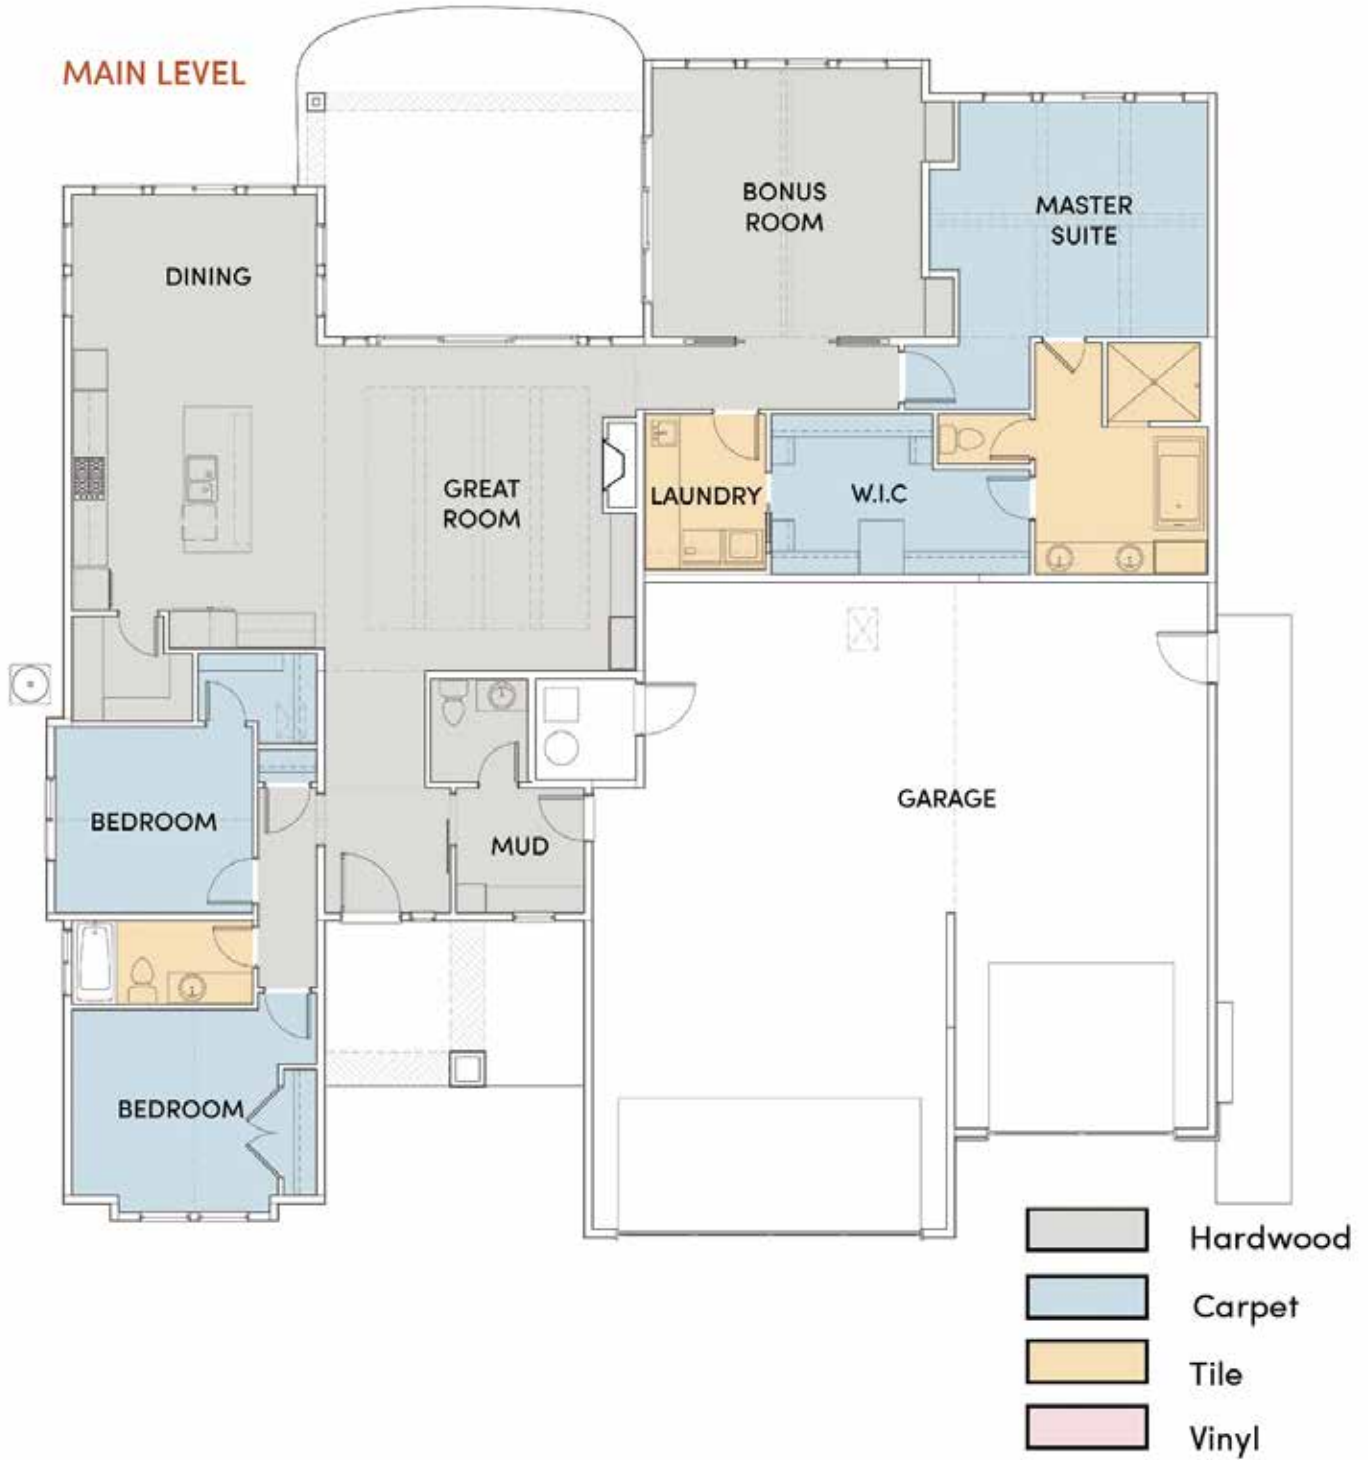 MAIN LEVEL
BONUS
ROOM
MASTER
SUITE
DINING
GREAT
ROOM
LAUNDRY
W.I.C
GARAGE
BEDROOM
MUD
BEDROOM
Hardwood
Carpet
Tile
Vinyl